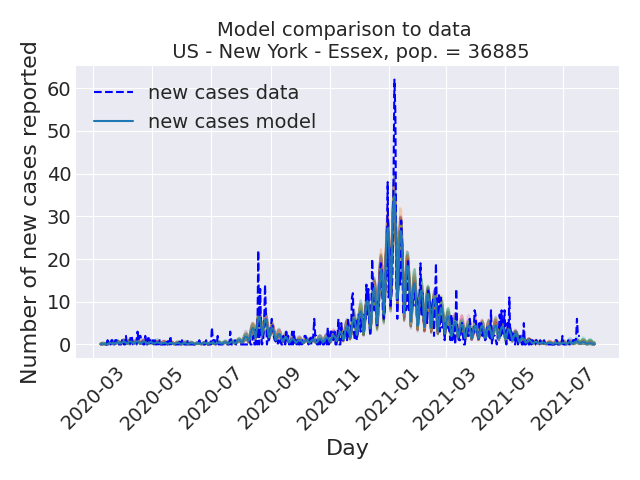 Model comparison to data
US - New York - Essex, pop. = 36885
Number of new cases reported
60
50
40
30
20
10
0
new cases data
new cases model
2020-03
2020-05
2020-07
2020-09
2020-11
2021-01
2021-03
2021-05
2021-07
Day